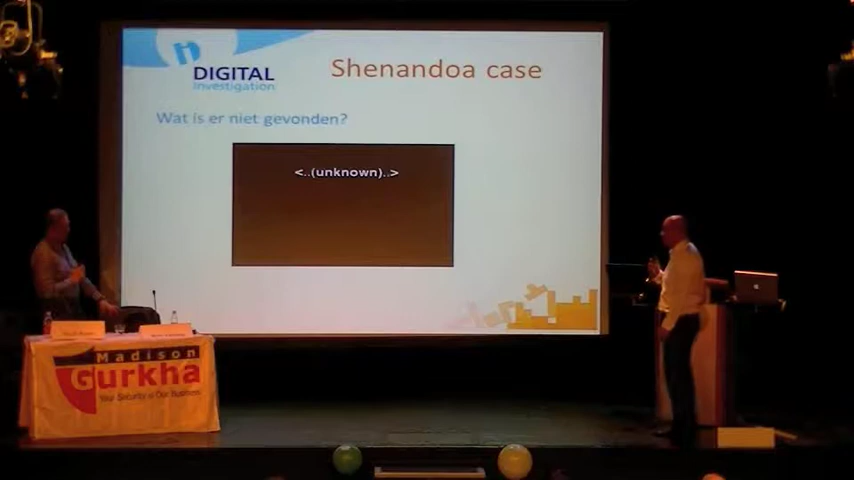 DIGITAL
investigation
Shenandoa case
Wat is er niet gevonden?
<..(unknown)..>
Madison
Gurkha
Your Security is Our Business